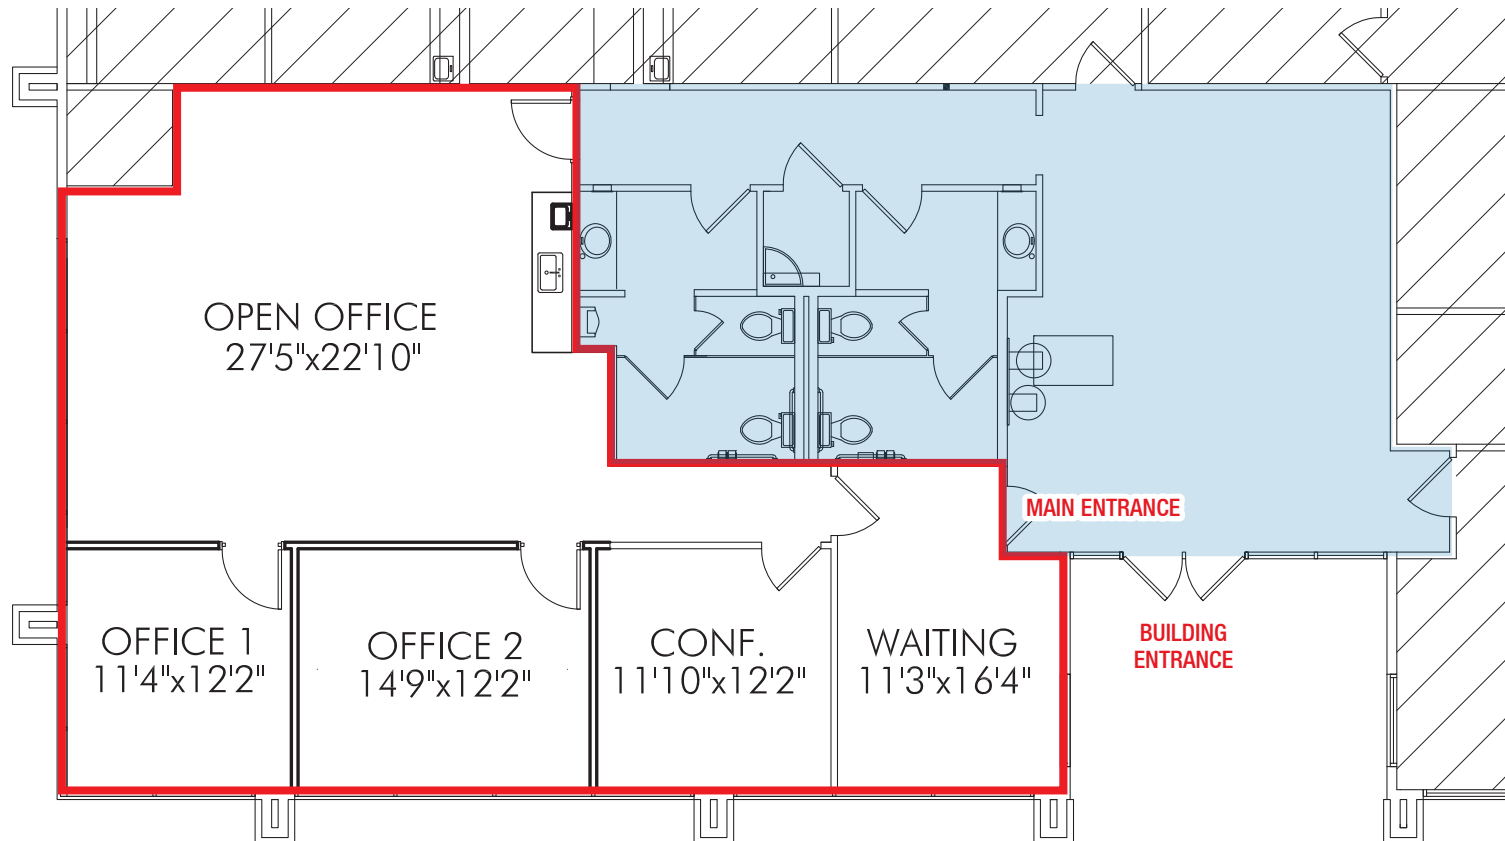 OPEN OFFICE
27'5"x22'10"
MAIN ENTRANCE
OFFICE 1
11'4"x12'2"
OFFICE 2
14'9"x12'2"
CONF.
11'10"x12'2"
WAITING
11'3"x16'4"
BUILDING
ENTRANCE